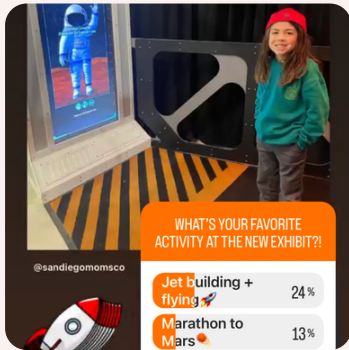 WHAT'S YOUR FAVORITE
ACTIVITY AT THE NEW EXHIBIT?!
@sandiegomomsco
Jet building +
flying🚀
24%
Marathon to
Mars
13%